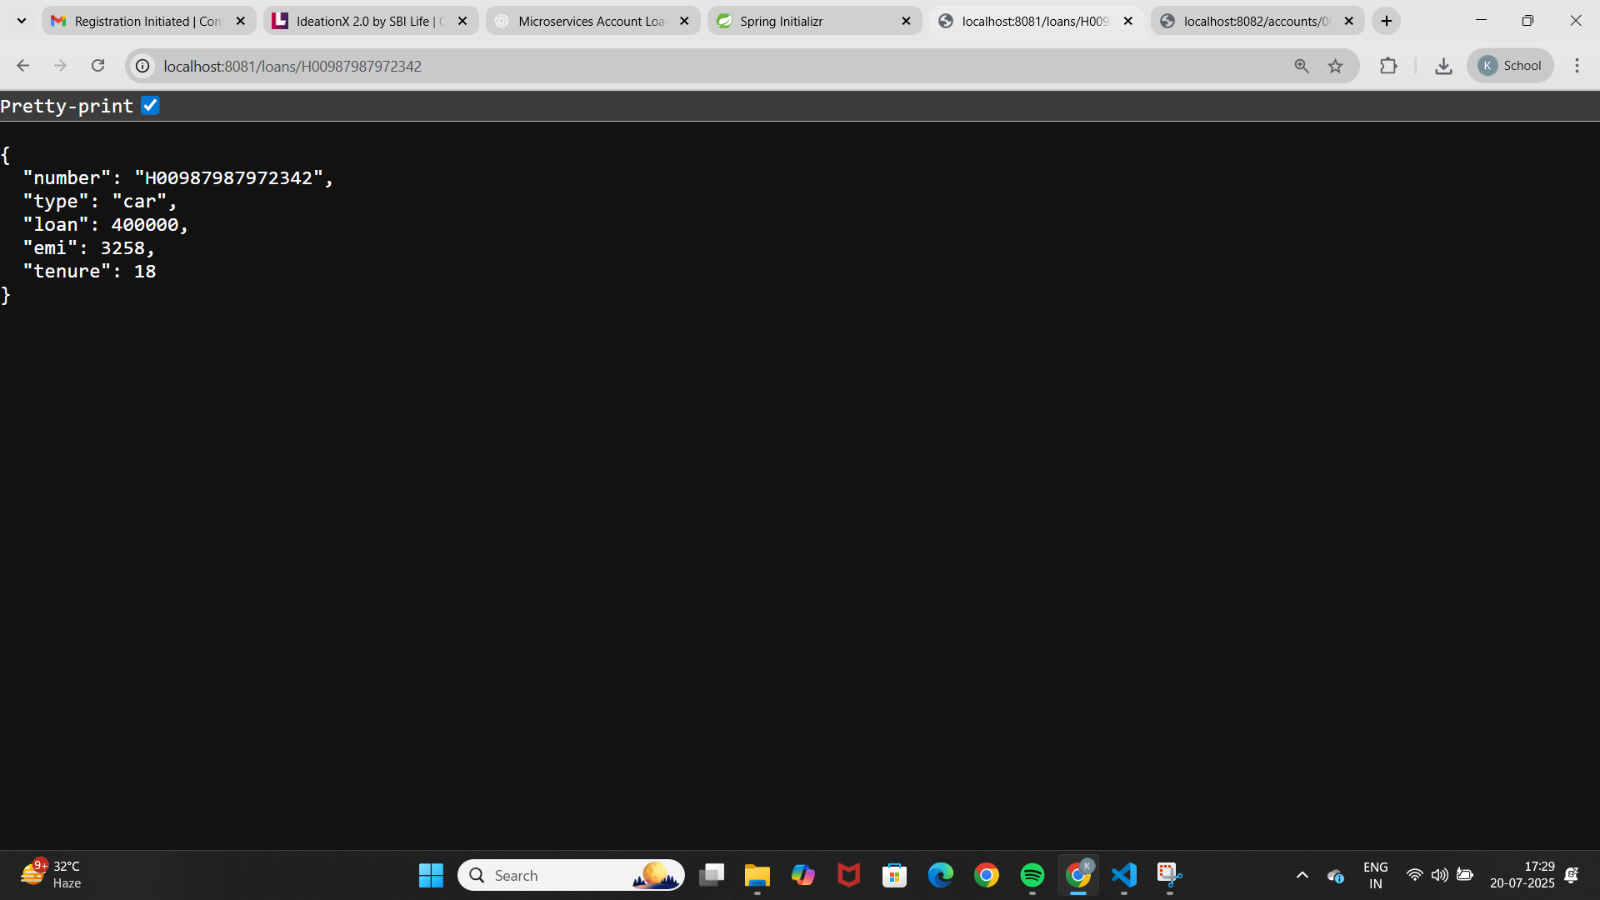 Registration Initiated | Con
IdeationX 2.0 by SBI Life |
Microservices Account Loa
Spring Initializr
localhost:8081/loans/H009
localhost:8082/accounts/0
localhost:8081/loans/H00987987972342
K School
Pretty-print
{
"number": "H00987987972342",
"type": "car",
"loan": 400000,
"emi": 3258,
"tenure": 18
}
9+
32°C
Haze
Search
K
ENG
IN
17:29
20-07-2025